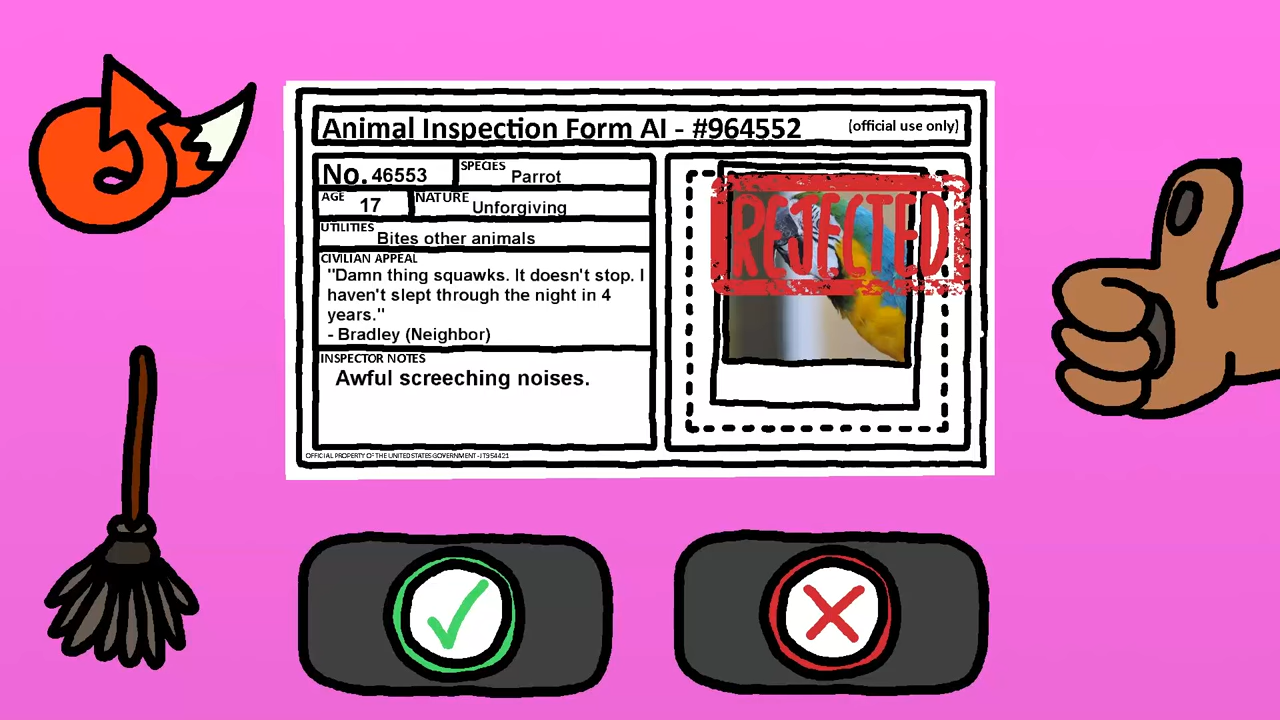 Animal Inspection Form AI - #964552
(official use only)
No. 46553
SPECIES Parrot
AGE 17
NATURE Unforgiving
UTILITIES Bites other animals
CIVILIAN APPEAL
"Damn thing squawks. It doesn't stop. I
haven't slept through the night in 4
years."
- Bradley (Neighbor)
INSPECTOR NOTES
Awful screeching noises.
OFFICIAL PROPERTY OF THE UNITED STATES GOVERNMENT - JT954421
REJECTED